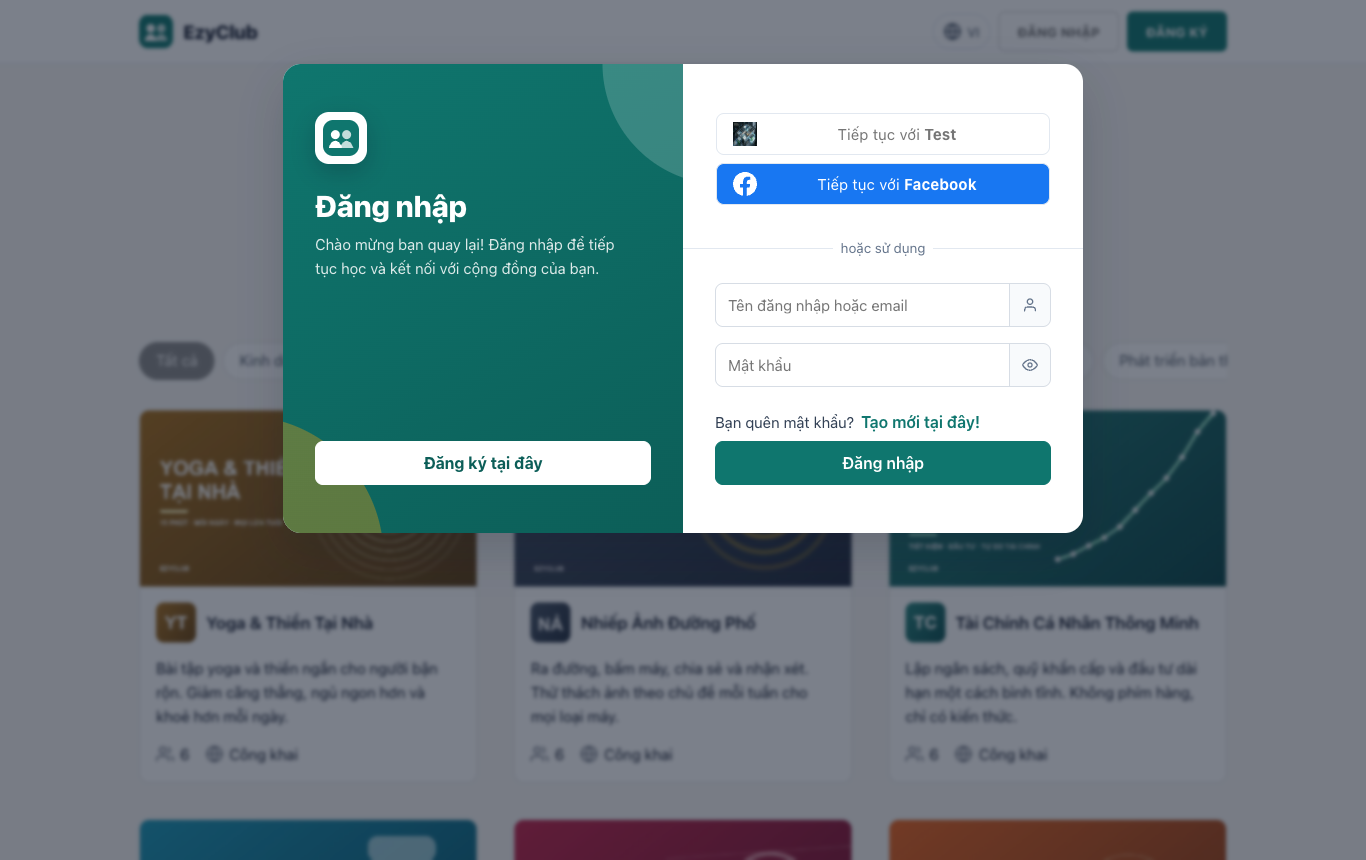 EzyClub
VI
ĐĂNG NHẬP
ĐĂNG KÝ
Đăng nhập
Chào mừng bạn quay lại! Đăng nhập để tiếp
tục học và kết nối với cộng đồng của bạn.
Đăng ký tại đây
Tiếp tục với Test
Tiếp tục với Facebook
hoặc sử dụng
Tên đăng nhập hoặc email
Mật khẩu
Bạn quên mật khẩu? Tạo mới tại đây!
Đăng nhập
Tất cả
Kinh
Phát triển bản
YOGA &
TẠI NHÀ
EZYCLUB
EZYCLUB
EZYCLUB
YT
Yoga & Thiền Tại Nhà
Bài tập yoga và thiền ngắn cho người bận
rộn. Giảm căng thẳng, ngủ ngon hơn và
khoẻ hơn mỗi ngày.
6
Công khai
NẢ
Nhiếp Ảnh Đường Phố
Ra đường, bấm máy, chia sẻ và nhận xét.
Thử thách ảnh theo chủ đề mỗi tuần cho
mọi loại máy.
6
Công khai
TC
Tài Chính Cá Nhân Thông Minh
Lập ngân sách, quỹ khẩn cấp và đầu tư dài
hạn một cách bình tĩnh. Không phím hàng,
chỉ có kiến thức.
6
Công khai